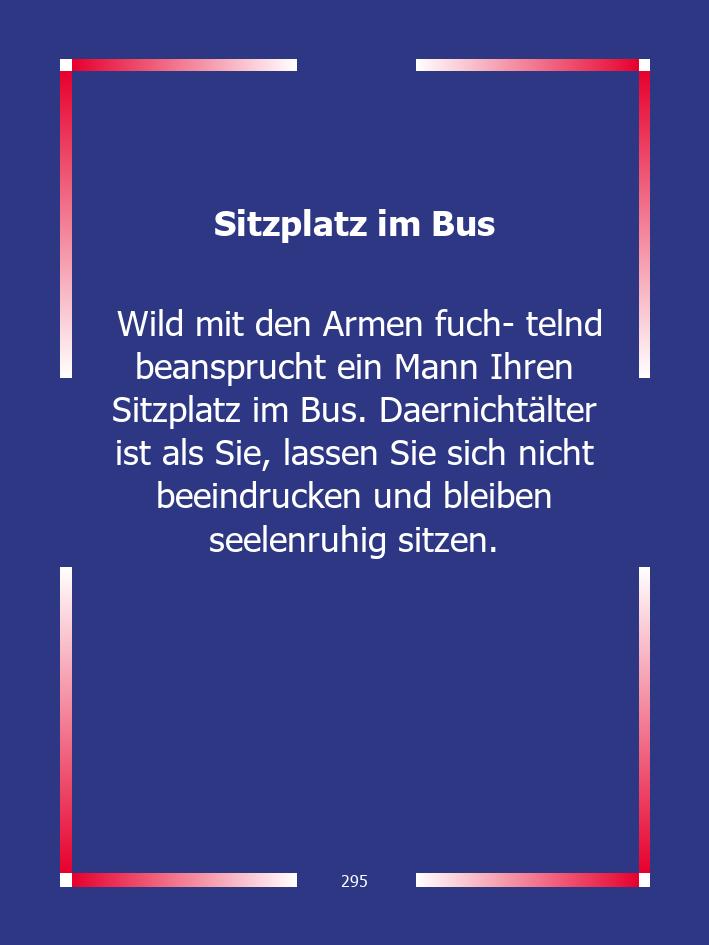 Sitzplatz im Bus
Wild mit den Armen fuch- telnd
beansprucht ein Mann Ihren
Sitzplatz im Bus. Daernichtälter
ist als Sie, lassen Sie sich nicht
beeindrucken und bleiben
seelenruhig sitzen.
295